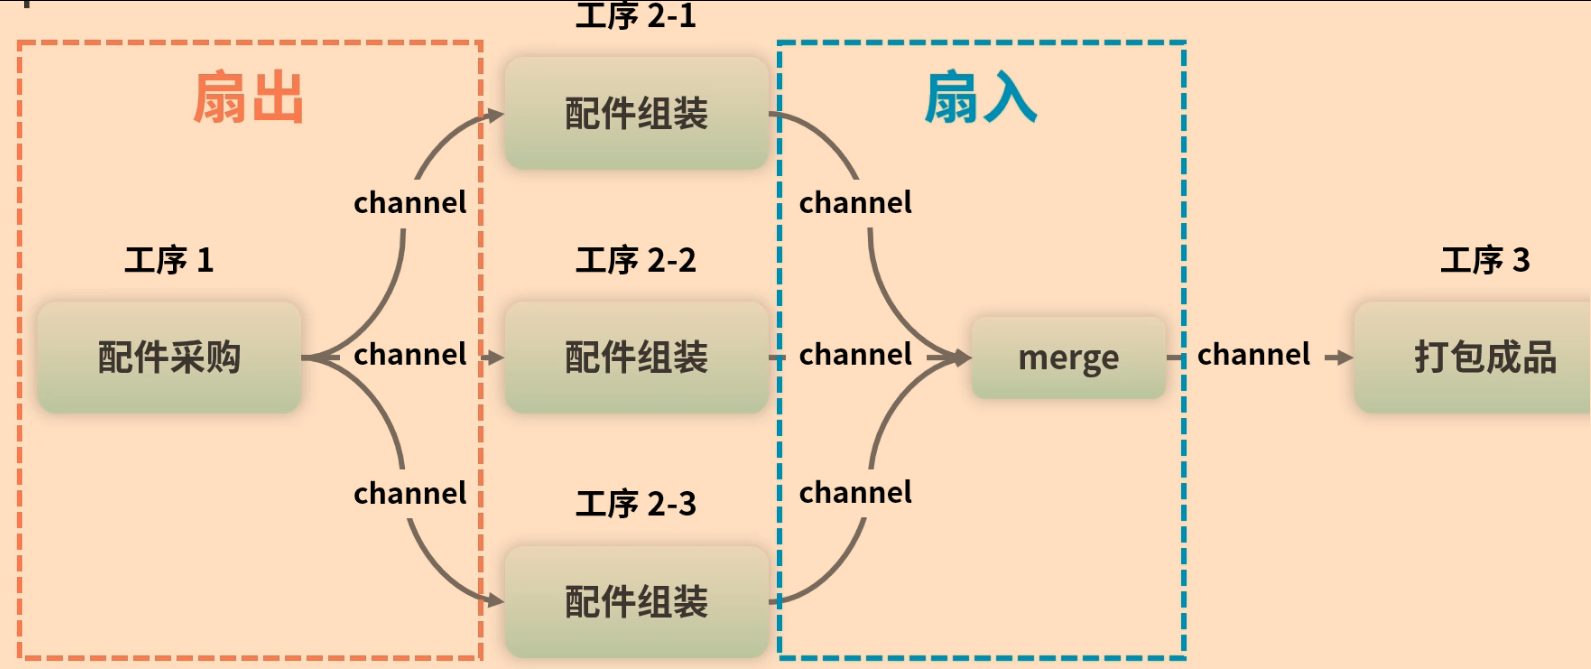 工序 2-1
扇出
配件组装
扇入
channel
channel
工序 1
工序 2-2
工序 3
配件采购
channel
配件组装
channel
merge
channel
打包成品
channel
channel
工序 2-3
配件组装